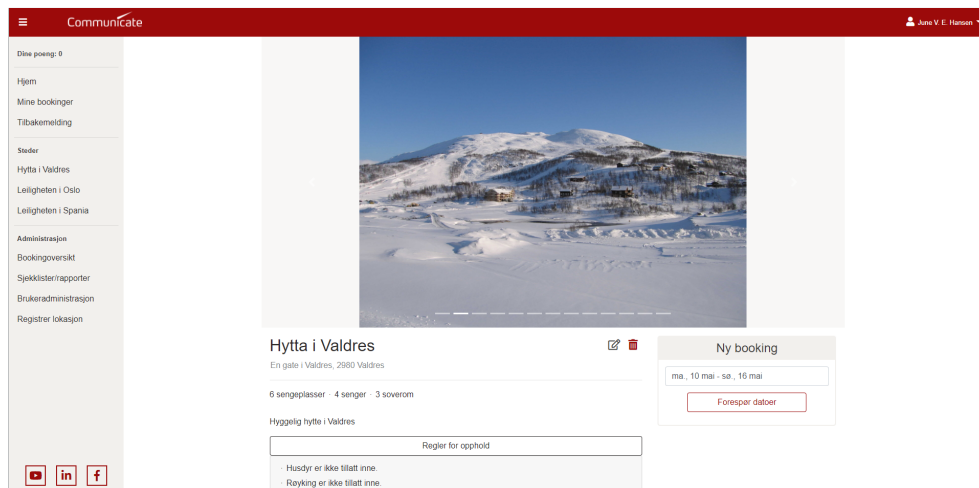 Communicate
June V. E. Hansen
Dine poeng: 0
Hjem
Mine bookinger
Tilbakemelding
Steder
Hytta i Valdres
Leiligheten i Oslo
Leiligheten i Spania
Administrasjon
Bookingoversikt
Sjekklister/rapporter
Brukeradministrasjon
Registrer lokasjon
Hytta i Valdres
En gate i Valdres, 2980 Valdres
6 sengeplasser · 4 senger · 3 soverom
Hyggelig hytte i Valdres
Regler for opphold
· Husdyr er ikke tillatt inne.
· Røyking er ikke tillatt inne.
Ny booking
ma., 10 mai - sø., 16 mai
Forespør datoer
in f